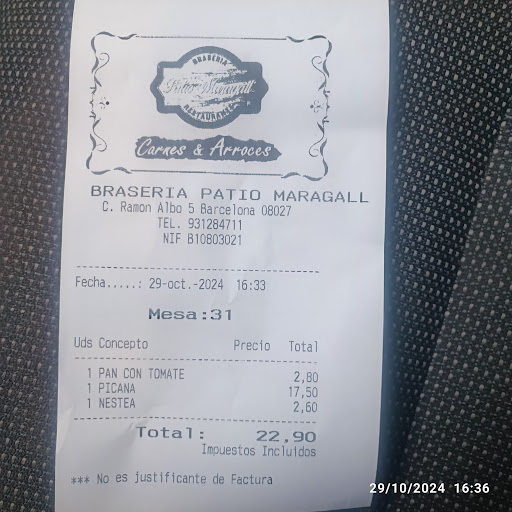 BRASERIA
Patio Maragall
RESTAURANT
Carnes & Arroces
BRASERIA PATIO MARAGALL
C. Ramon Albo 5 Barcelona 08027
TEL. 931284711
NIF B10803021
Fecha.....: 29-oct.-2024 16:33
Mesa:31
Uds Concepto Precio Total
1 PAN CON TOMATE 2,80
1 PICANA 17,50
1 NESTEA 2,60
Total: 22,90
Impuestos Incluidos
*** No es justificante de Factura
29/10/2024 16:36